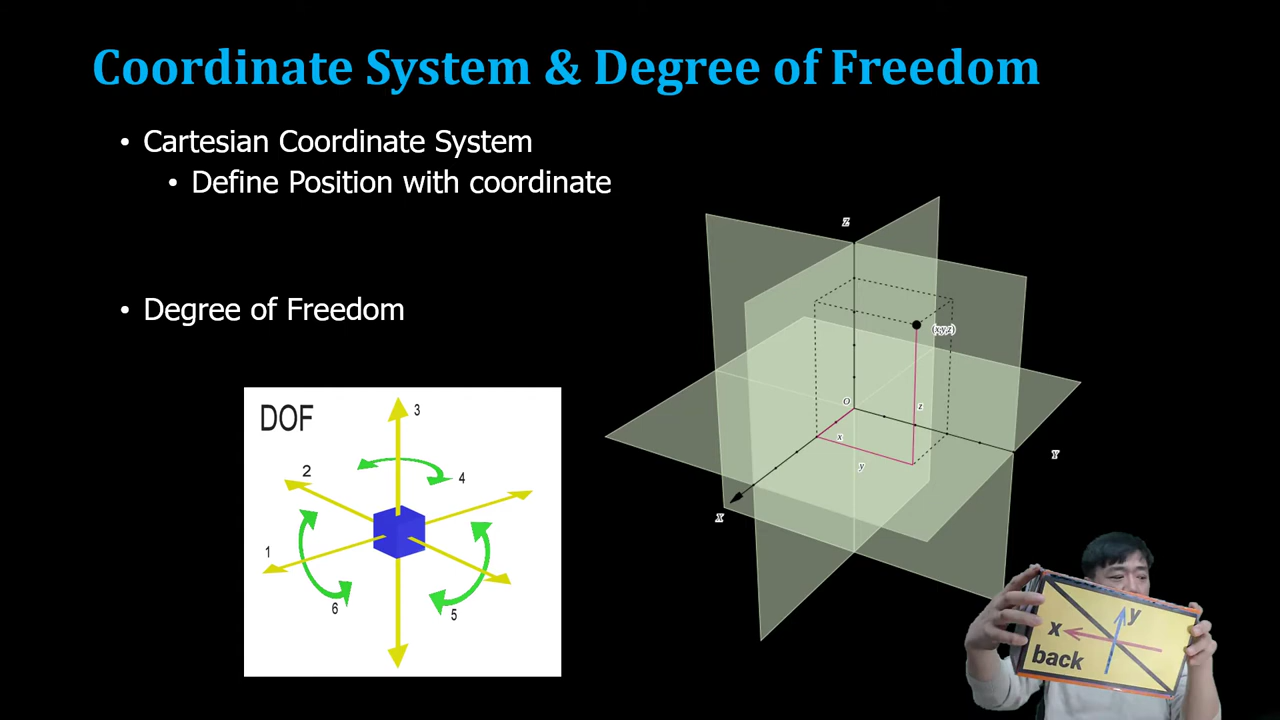 Coordinate System & Degree of Freedom
• Cartesian Coordinate System
• Define Position with coordinate
• Degree of Freedom
DOF
3
2
4
1
6
5
Z
(x,y,z)
O
z
x
y
Y
X
y
x
back